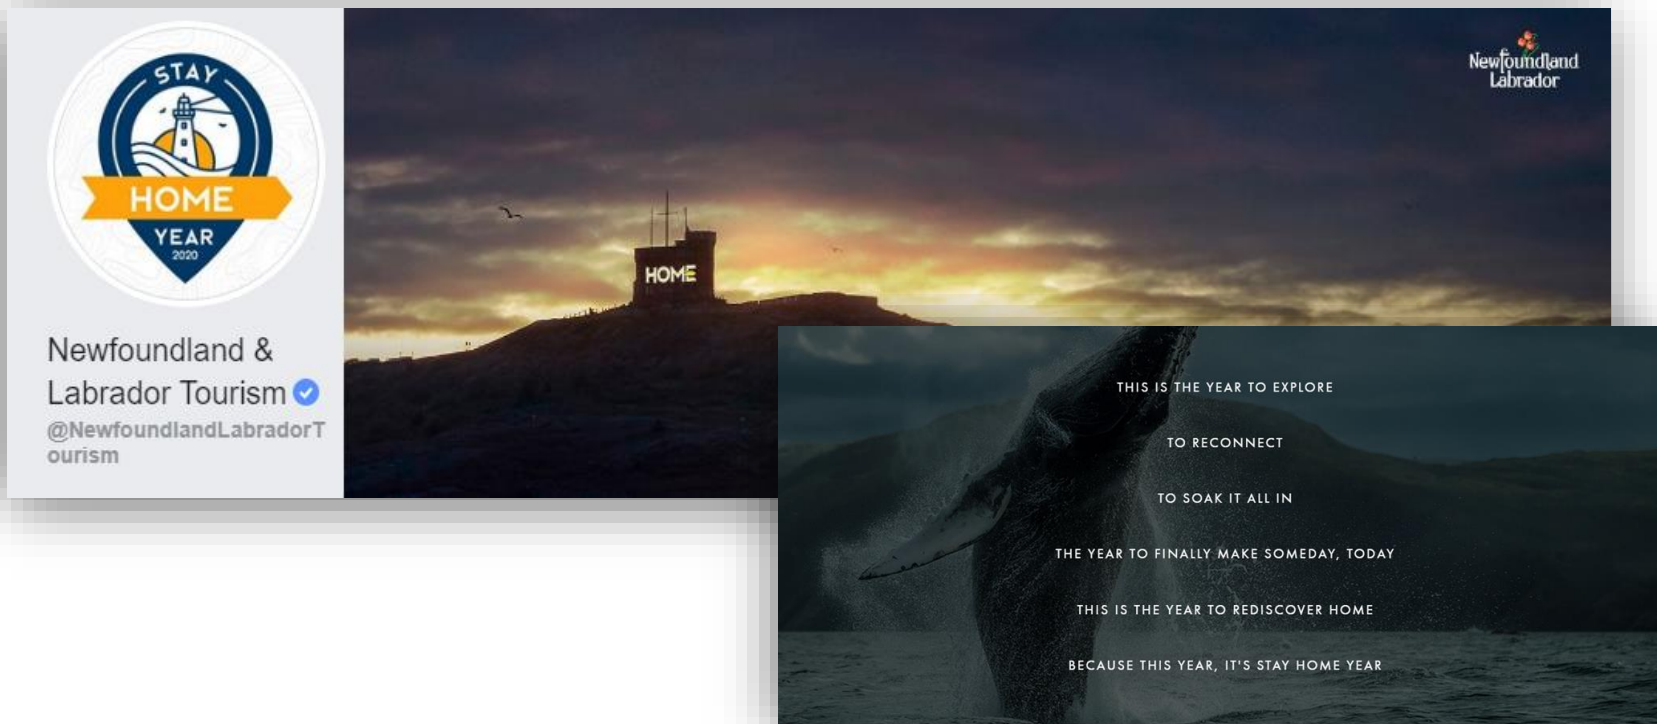 STAY
HOME
YEAR
2020
Newfoundland &
Labrador Tourism
@NewfoundlandLabradorT
ourism
HOME
Newfoundland
Labrador
THIS IS THE YEAR TO EXPLORE
TO RECONNECT
TO SOAK IT ALL IN
THE YEAR TO FINALLY MAKE SOMEDAY, TODAY
THIS IS THE YEAR TO REDISCOVER HOME
BECAUSE THIS YEAR, IT'S STAY HOME YEAR